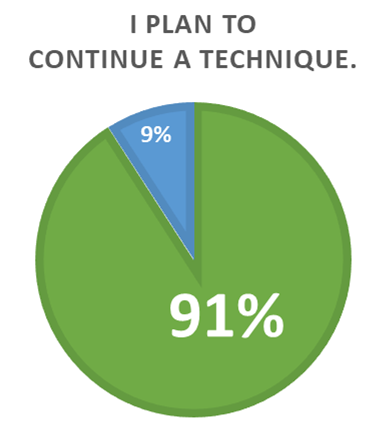 I PLAN TO
CONTINUE A TECHNIQUE.
9%
91%